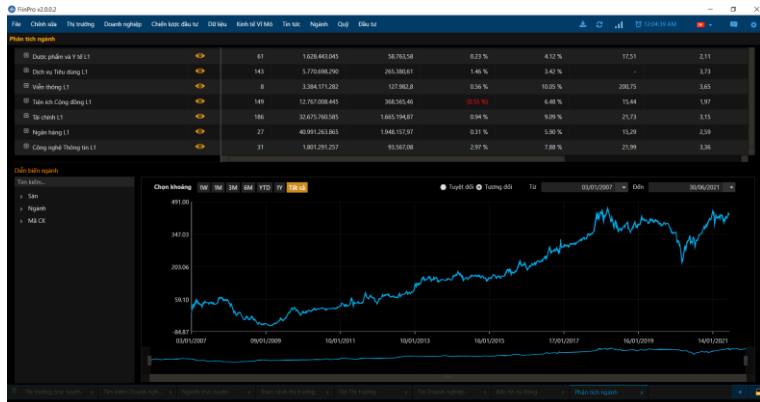 FiinPro v2.0.0.2
File Chỉnh sửa Thị trường Doanh nghiệp Chiến lược đầu tư Dữ liệu Kinh tế Vĩ Mô Tin tức Ngành Quỹ Đầu tư 12:04:39 AM
Phân tích ngành
Dược phẩm và Y tế L1 61 1.628.443.045 58.763,58 0.23 % 4.12 % 17,51 2,11
Dịch vụ Tiêu dùng L1 143 5.770.698.290 265.380,61 1.46 % 3.42 % - 3,73
Viễn thông L1 8 3.384.171.282 127.982,8 0.56 % 10.05 % 200,75 3,65
Tiện ích Cộng đồng L1 149 12.767.008.445 368.565,46 (0.55 %) 6.48 % 15,44 1,97
Tài chính L1 186 32.675.760.585 1.665.194,87 0.94 % 9.09 % 21,73 3,15
Ngân hàng L1 27 40.991.263.865 1.948.157,97 0.31 % 5.90 % 15,29 2,59
Công nghệ Thông tin L1 31 1.801.291.257 93.567,08 2.97 % 7.88 % 21,99 3,36
Diễn biến ngành
Tìm kiếm...
Sàn
Ngành
Mã CK
Chọn khoảng 1W 1M 3M 6M YTD 1Y Tất cả Tuyệt đối Tương đối Từ 03/01/2007 Đến 30/06/2021
491.00
347.03
203.06
59.10
-84.87
03/01/2007 09/01/2009 10/01/2011 10/01/2013 16/01/2015 17/01/2017 16/01/2019 14/01/2021
Phân tích ngành